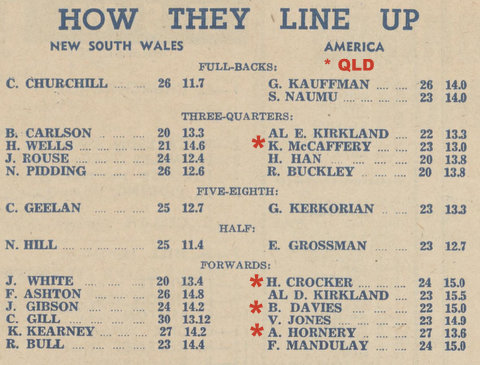 HOW THEY LINE UP
NEW SOUTH WALES AMERICA
* QLD
FULL-BACKS:
C. CHURCHILL 26 11.7 G. KAUFFMAN 26 14.0
S. NAUMU 23 14.0
THREE-QUARTERS:
B. CARLSON 20 13.3 AL E. KIRKLAND 22 13.3
H. WELLS 21 14.6 * K. McCAFFERY 23 13.0
J. ROUSE 24 12.4 H. HAN 20 13.8
N. PIDDING 26 12.6 R. BUCKLEY 20 13.8
FIVE-EIGHTH:
C. GEELAN 25 12.7 G. KERKORIAN 23 13.3
HALF:
N. HILL 25 11.4 E. GROSSMAN 23 12.7
FORWARDS:
J. WHITE 20 13.4 * H. CROCKER 24 15.0
F. ASHTON 26 14.8 AL D. KIRKLAND 23 15.5
J. GIBSON 24 14.2 * B. DAVIES 22 15.0
C. GILL 30 13.12 V. JONES 23 14.9
K. KEARNEY 27 14.2 * A. HORNERY 27 13.6
R. BULL 23 14.4 F. MANDULAY 24 15.0